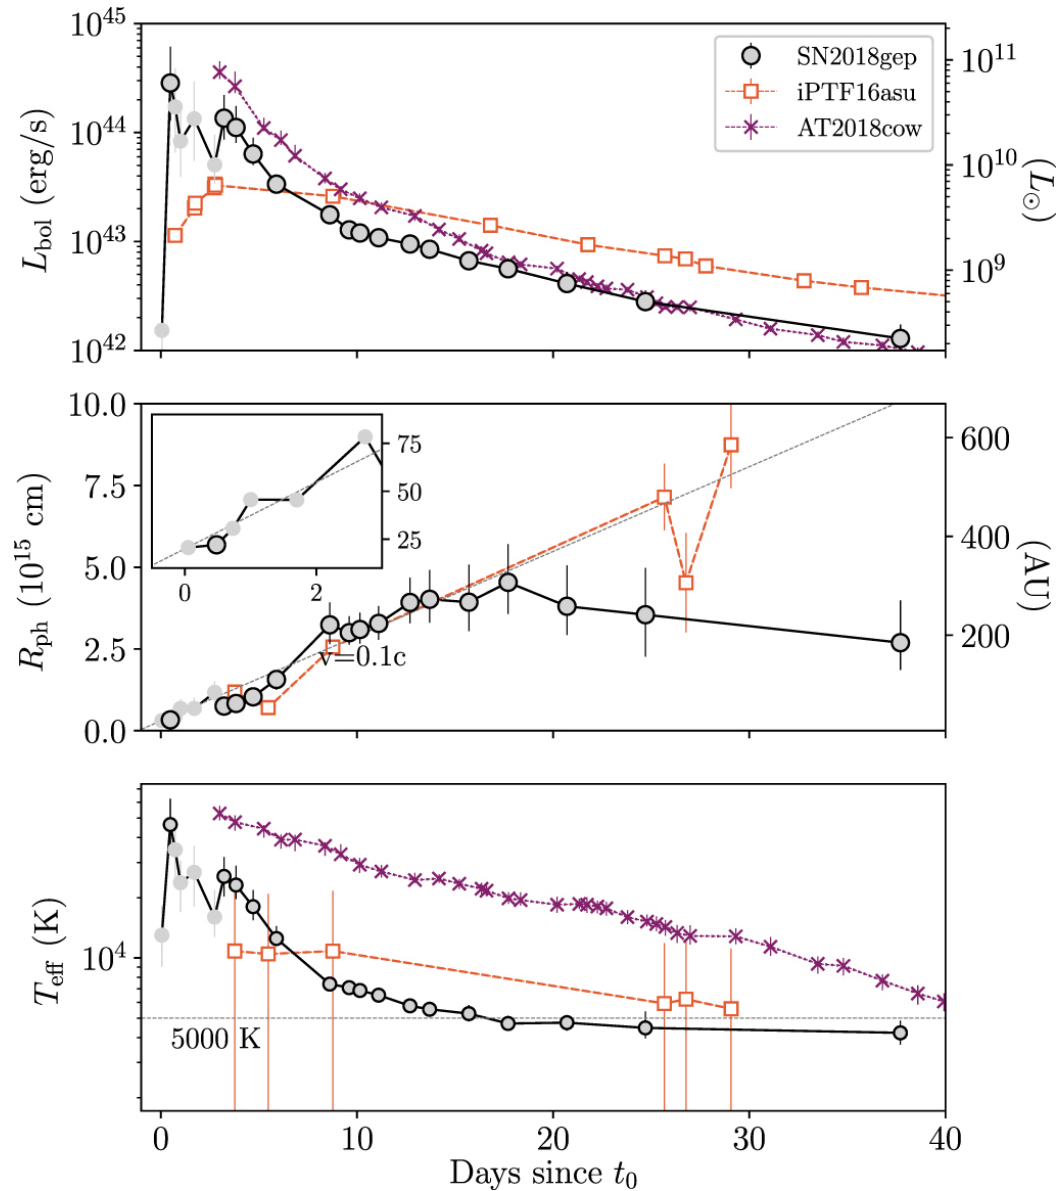 10^45
10^44
10^43
10^42
L_bol (erg/s)
SN2018gep
iPTF16asu
AT2018cow
10^11
10^10
10^9
(L_⊙)
10.0
7.5
5.0
2.5
0.0
R_ph (10^15 cm)
75
50
25
0 2
v=0.1c
600
400
200
(AU)
10^4
T_eff (K)
5000 K
0 10 20 30 40
Days since t_0